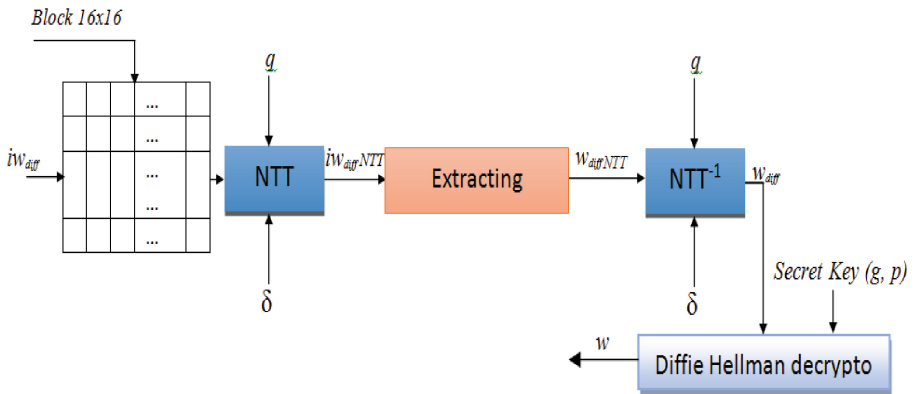 Block 16x16
q
q
...
...
...
...
...
iw_diff
NTT
iw_diffNTT
Extracting
w_diffNTT
NTT⁻¹
w_diff
δ
δ
Secret Key (g, p)
w
Diffie Hellman decrypto